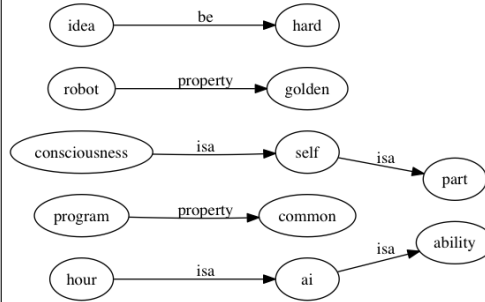 idea be hard
robot property golden
consciousness isa self isa part
program property common
hour isa ai isa ability